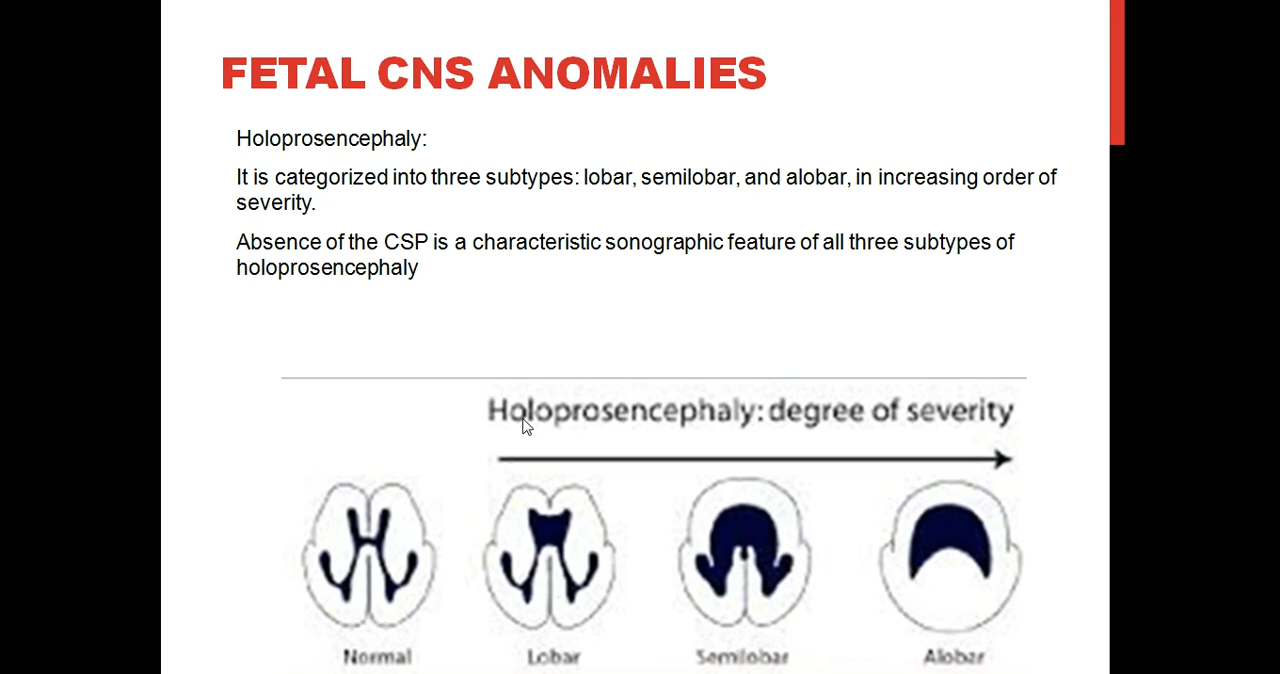 FETAL CNS ANOMALIES
Holoprosencephaly:
It is categorized into three subtypes: lobar, semilobar, and alobar, in increasing order of
severity.
Absence of the CSP is a characteristic sonographic feature of all three subtypes of
holoprosencephaly
Holoprosencephaly: degree of severity
Normal Lobar Semilobar Alobar